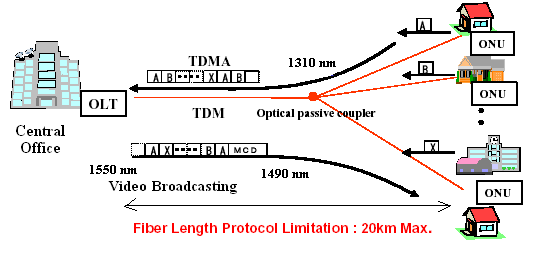 A
ONU
TDMA
1310 nm
A B X A B
B
ONU
OLT
TDM
Optical passive coupler
Central
Office
A X B A MCD
X
1550 nm
1490 nm
Video Broadcasting
ONU
Fiber Length Protocol Limitation : 20km Max.